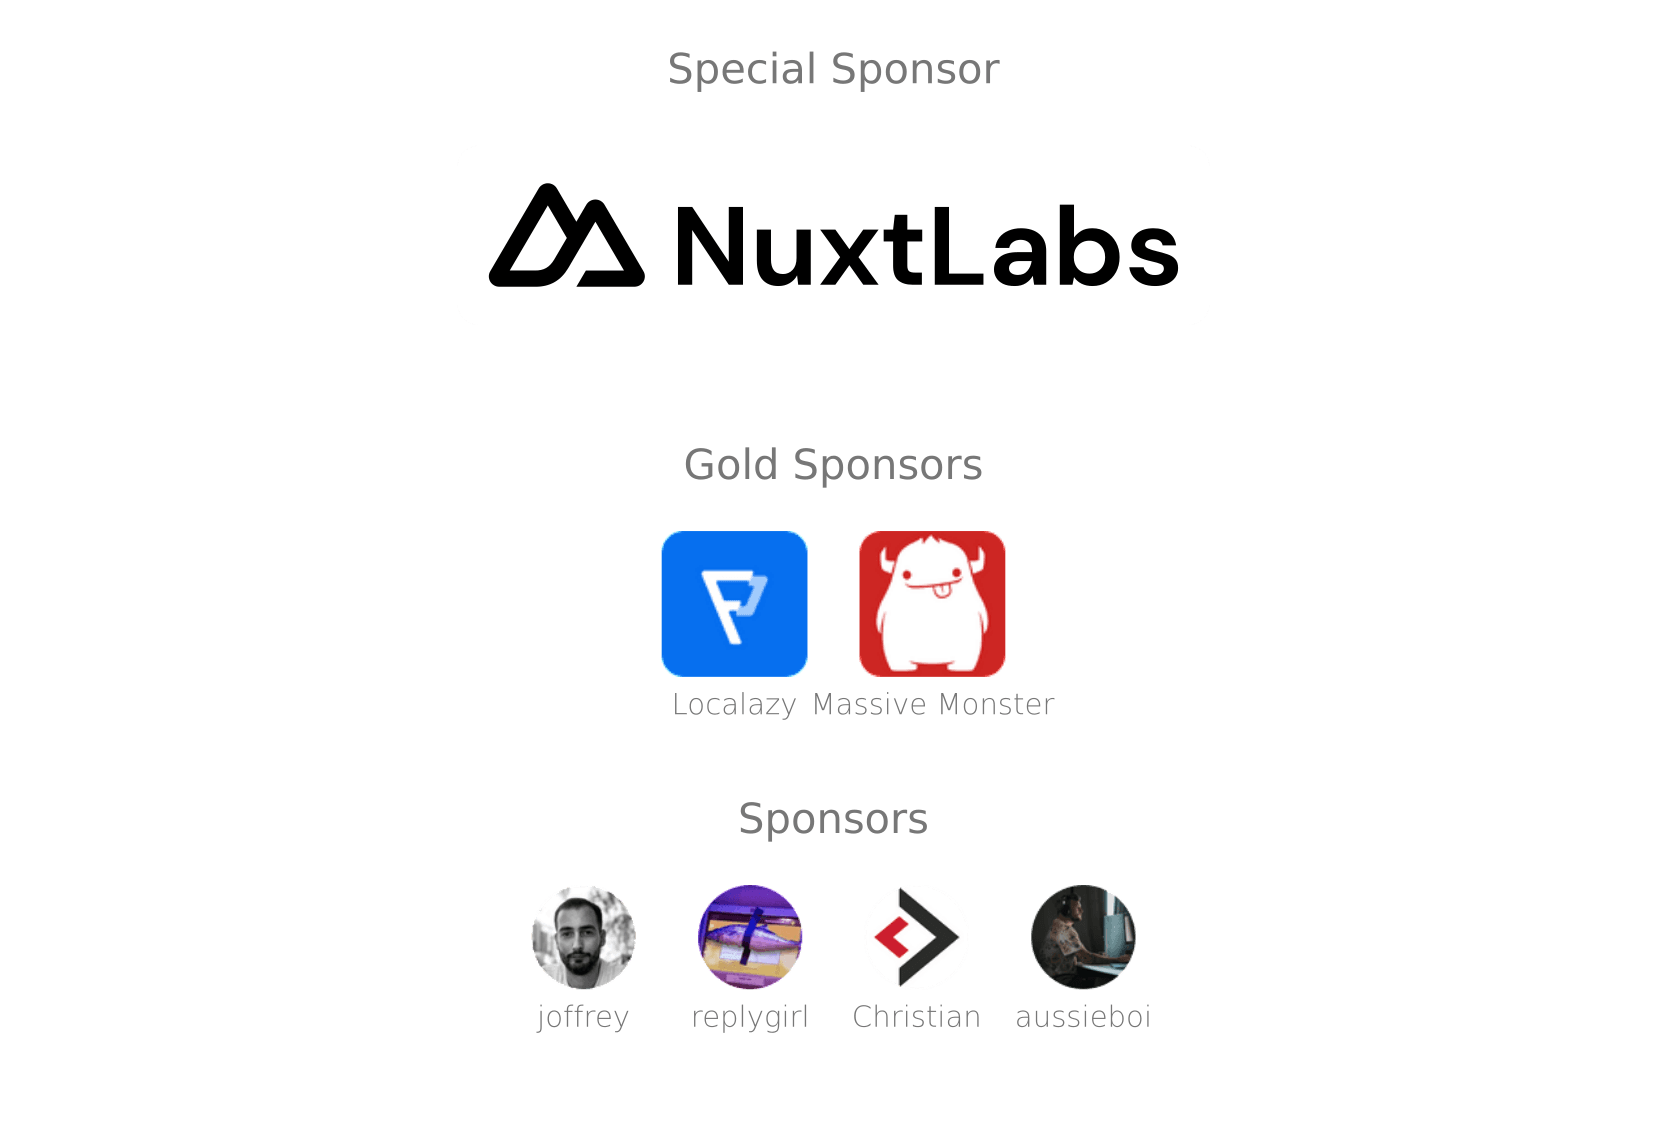 Special Sponsor
NuxtLabs
Gold Sponsors
Localazy Massive Monster
Sponsors
joffrey replygirl Christian aussieboi